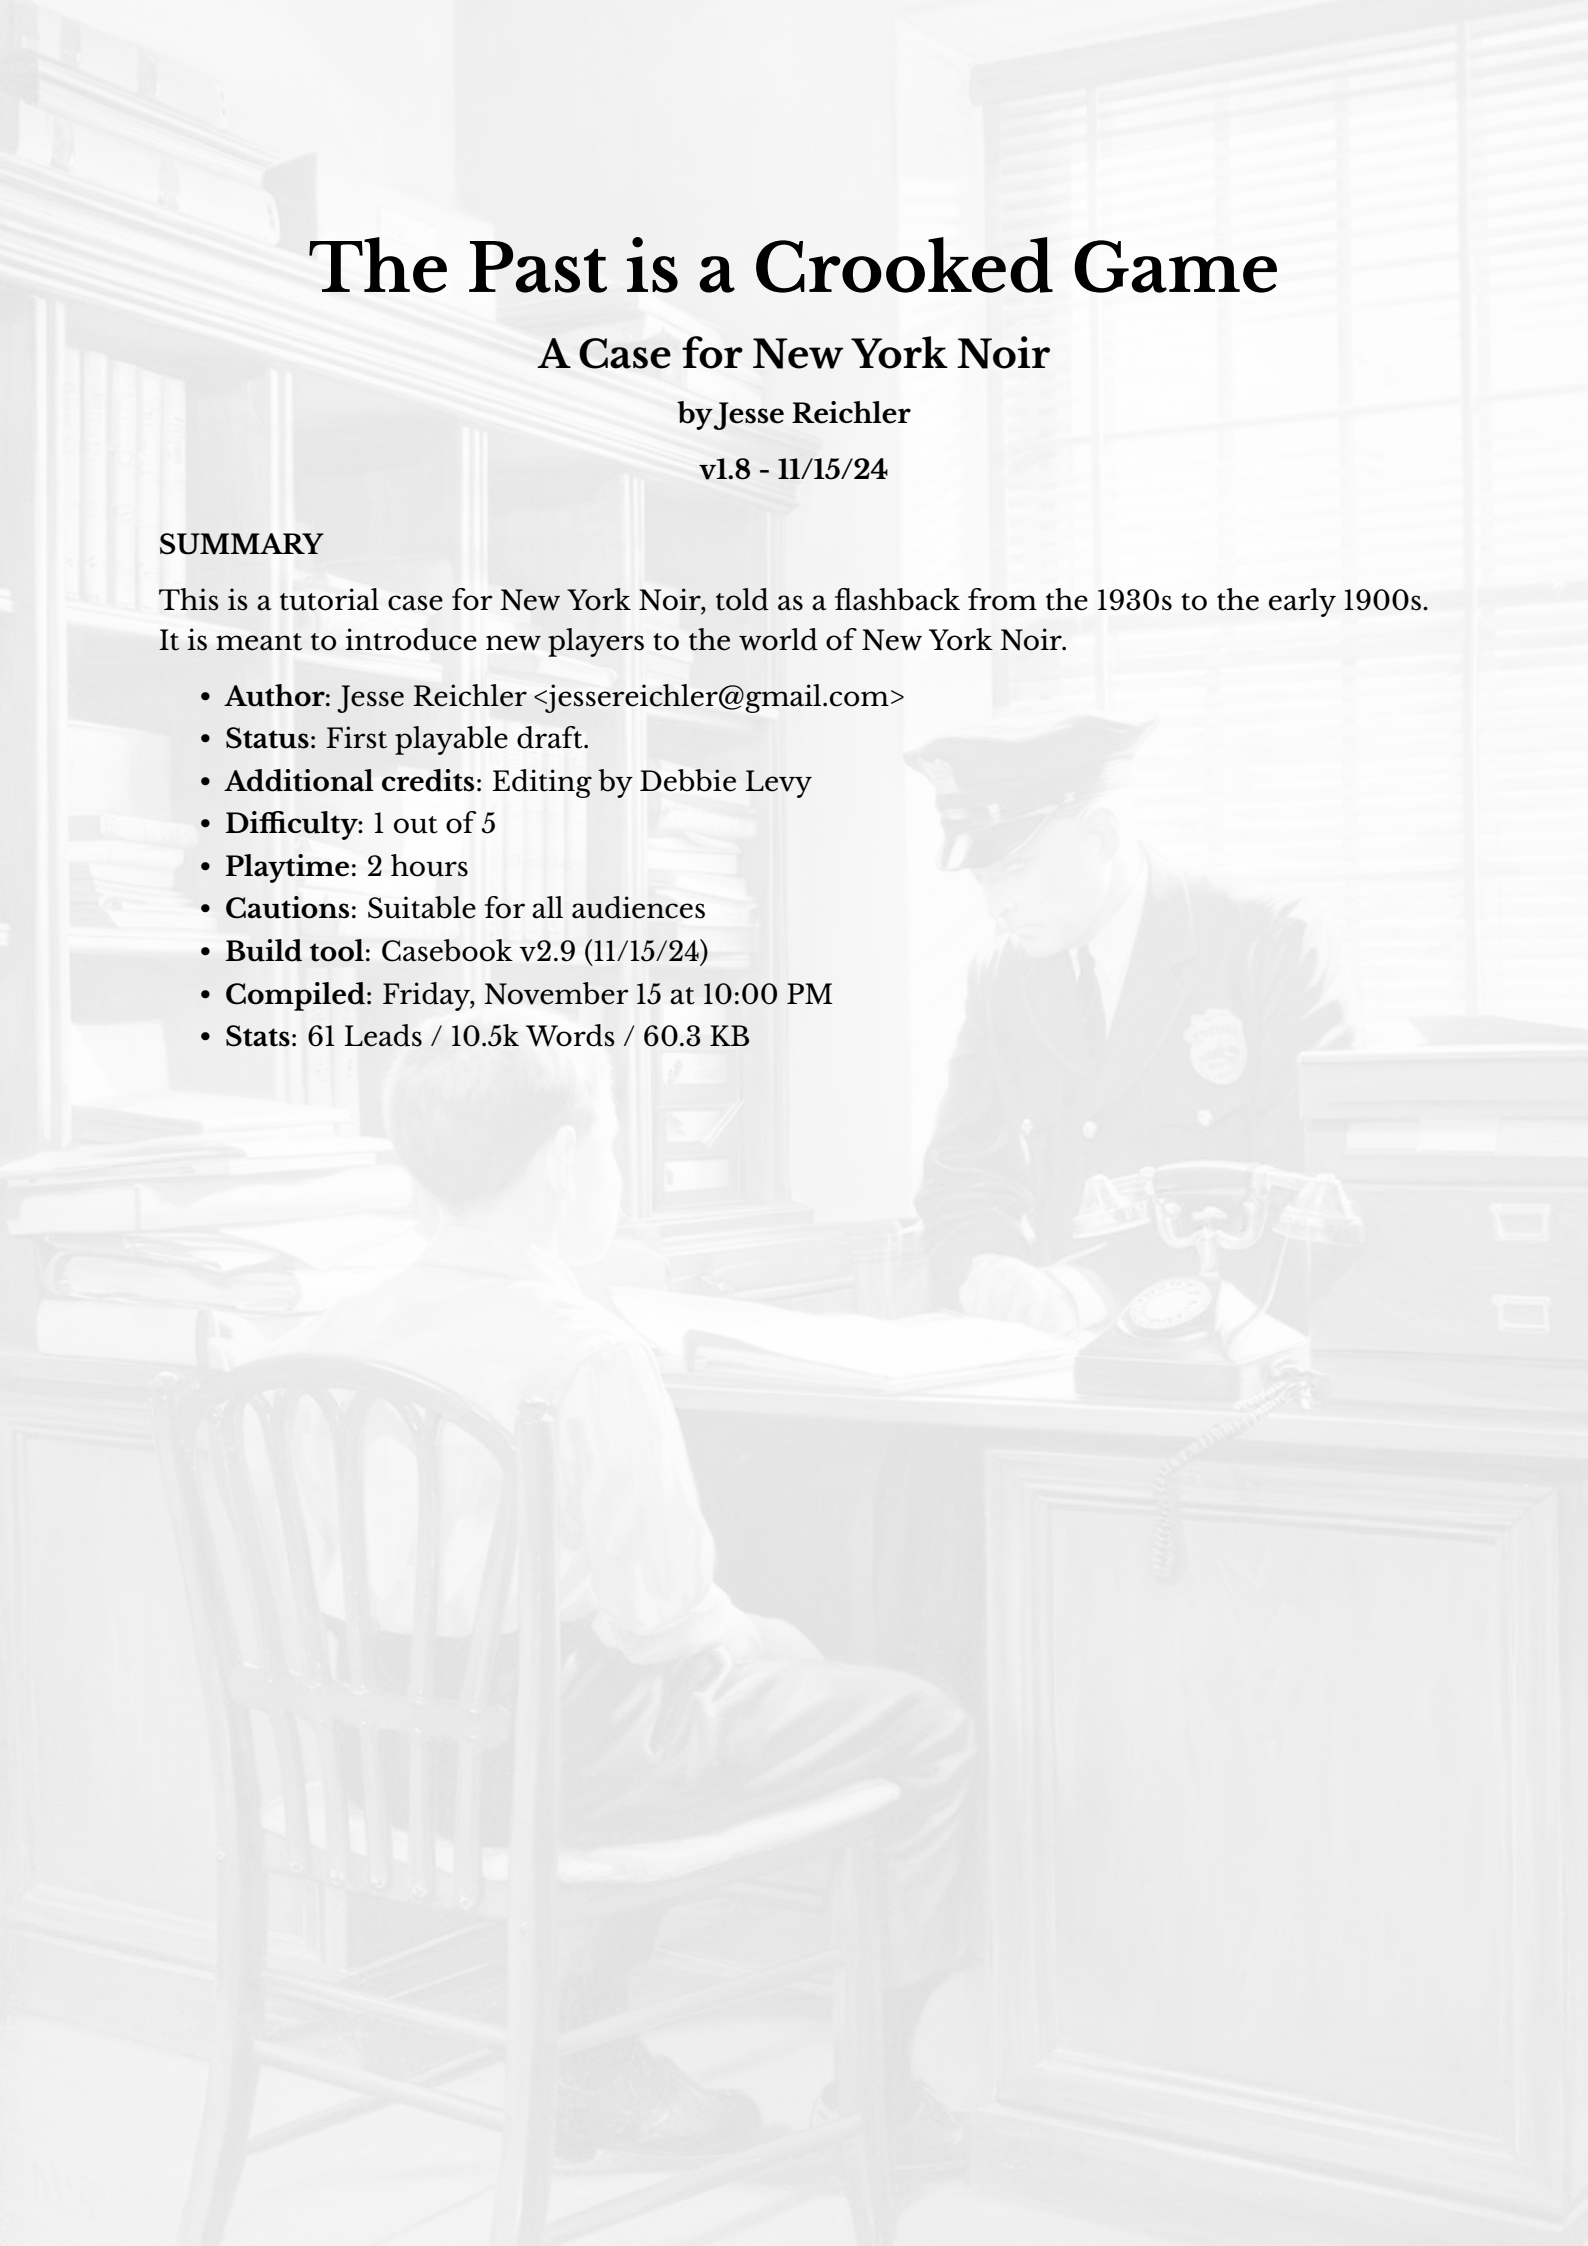 The Past is a Crooked Game
A Case for New York Noir
by Jesse Reichler
v1.8 - 11/15/24
SUMMARY
This is a tutorial case for New York Noir, told as a flashback from the 1930s to the early 1900s.
It is meant to introduce new players to the world of New York Noir.
• Author: Jesse Reichler <jessereichler@gmail.com>
• Status: First playable draft.
• Additional credits: Editing by Debbie Levy
• Difficulty: 1 out of 5
• Playtime: 2 hours
• Cautions: Suitable for all audiences
• Build tool: Casebook v2.9 (11/15/24)
• Compiled: Friday, November 15 at 10:00 PM
• Stats: 61 Leads / 10.5k Words / 60.3 KB